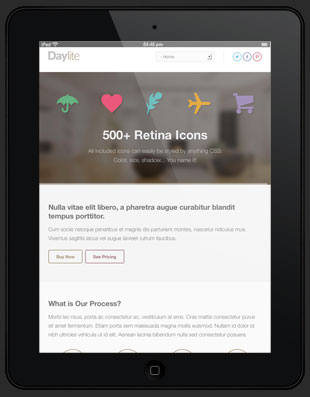 iPad
04:46 pm
Daylite
- Home
500+ Retina Icons
All included icons can easily be styled by anything CSS:
Color, size, shadow... You name it!
Nulla vitae elit libero, a pharetra augue curabitur blandit
tempus porttitor.
Cum sociis natoque penatibus et magnis dis parturient montes, nascetur ridiculus mus.
Vivamus sagittis lacus vel augue laoreet rutrum faucibus.
Buy Now
See Pricing
What is Our Process?
Morbi leo risus, porta ac consectetur ac, vestibulum at eros. Cras mattis consectetur purus
sit amet fermentum. Etiam porta sem malesuada magna mollis euismod. Nullam id dolor id
nibh ultricies vehicula ut id elit. Aenean lacinia bibendum nulla sed consectetur posuere